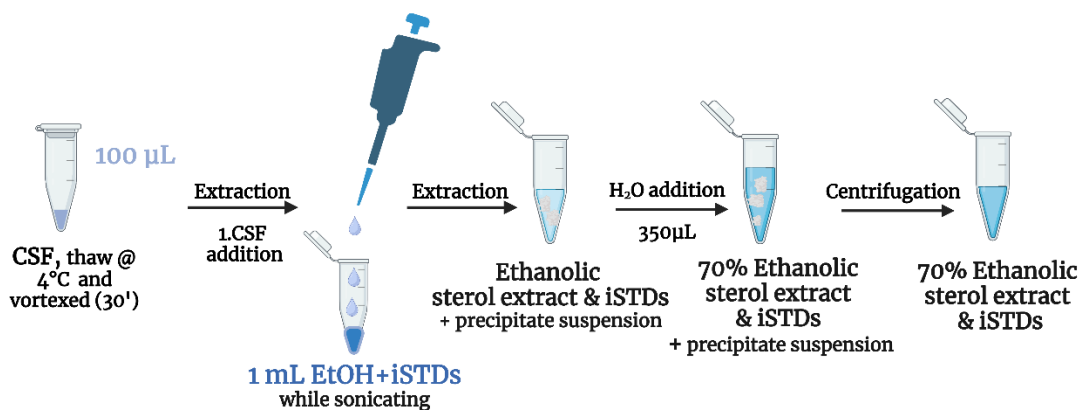 100 µL
CSF, thaw @
4°C and
vortexed (30')
Extraction
1.CSF
addition
1 mL EtOH+iSTDs
while sonicating
Extraction
Ethanolic
sterol extract & iSTDs
+ precipitate suspension
H₂O addition
350µL
70% Ethanolic
sterol extract
& iSTDs
+ precipitate suspension
Centrifugation
70% Ethanolic
sterol extract
& iSTDs